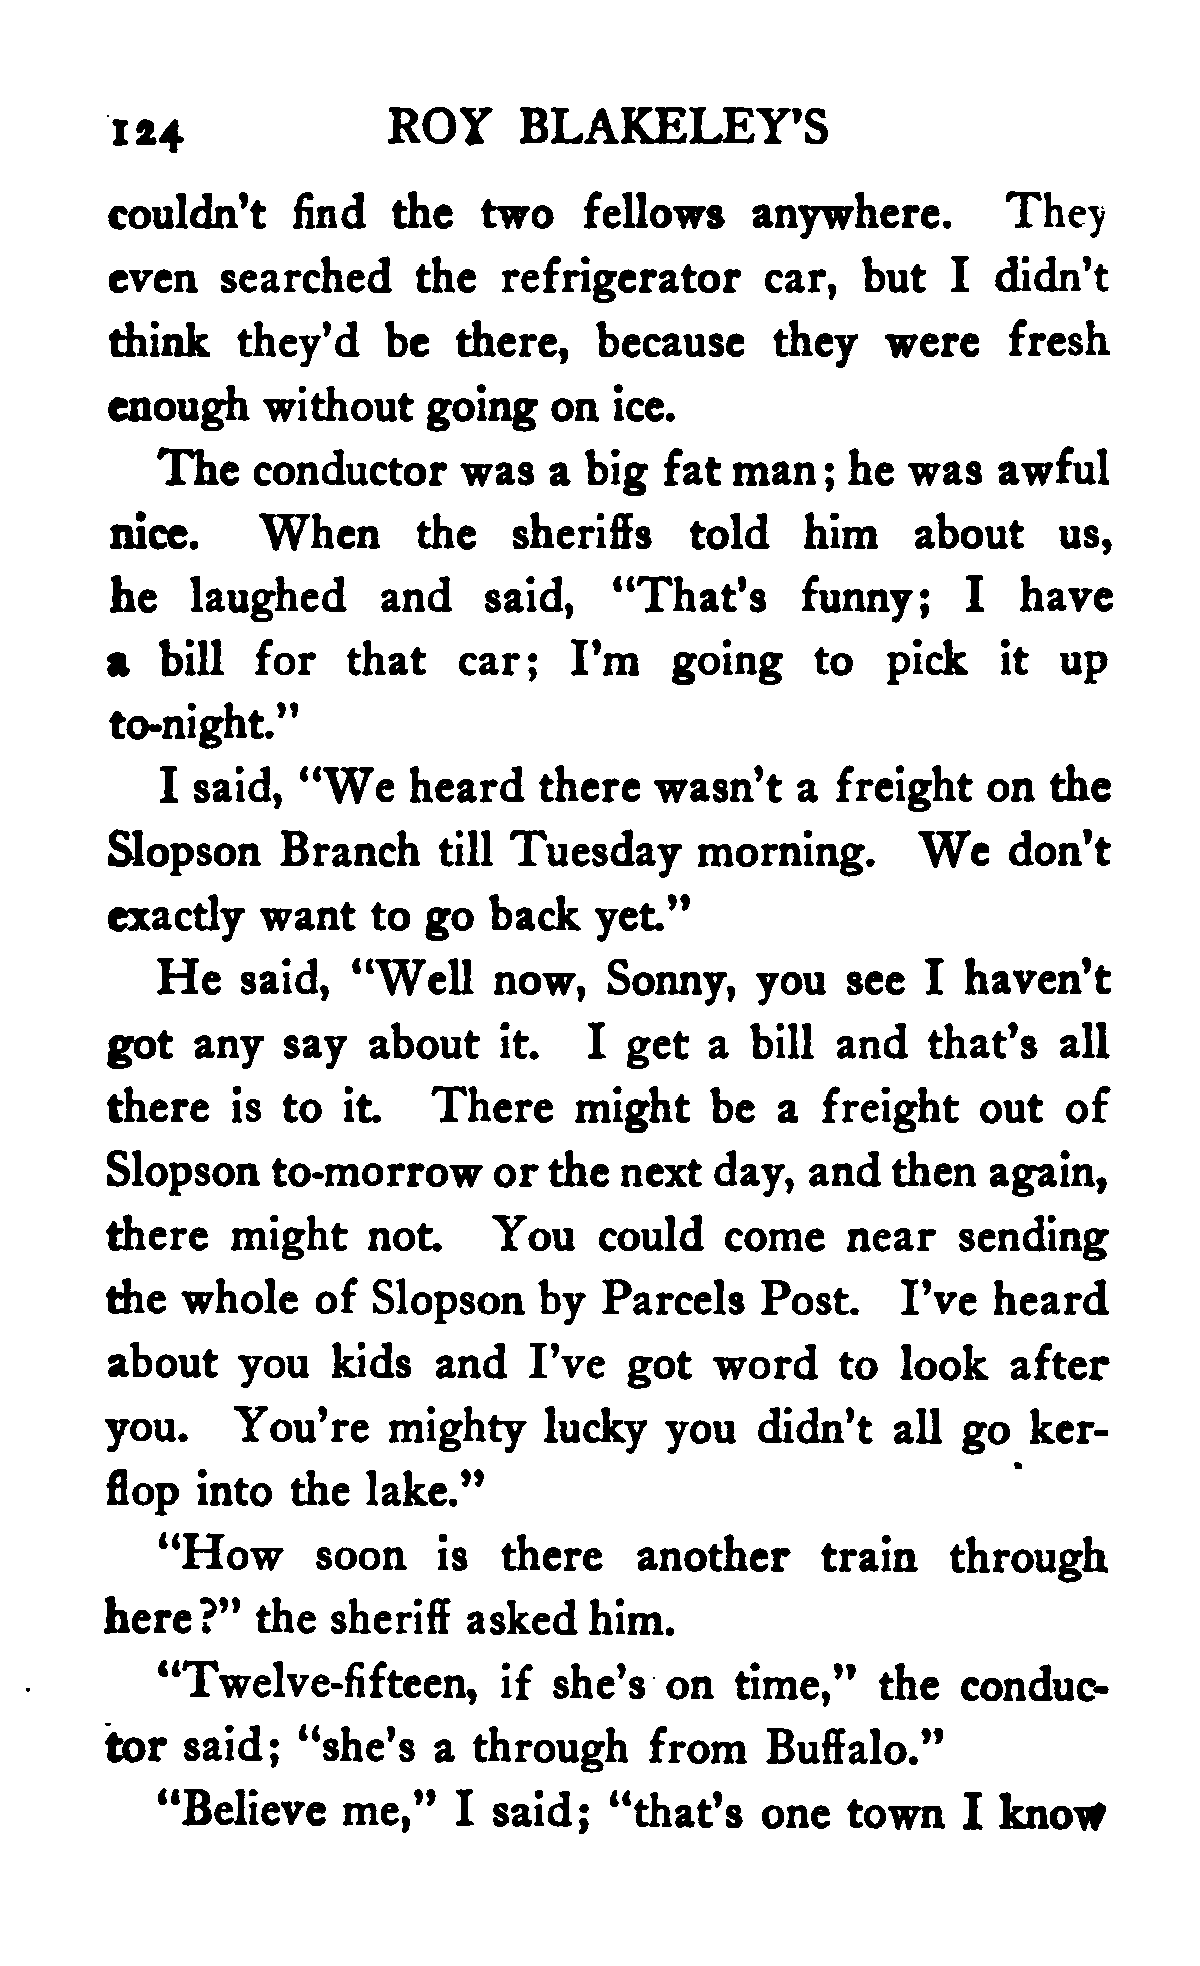 124 ROY BLAKELEY'S
couldn't find the two fellows anywhere. They
even searched the refrigerator car, but I didn't
think they'd be there, because they were fresh
enough without going on ice.
The conductor was a big fat man; he was awful
nice. When the sheriffs told him about us,
he laughed and said, "That's funny; I have
a bill for that car; I'm going to pick it up
to-night."
I said, "We heard there wasn't a freight on the
Slopson Branch till Tuesday morning. We don't
exactly want to go back yet."
He said, "Well now, Sonny, you see I haven't
got any say about it. I get a bill and that's all
there is to it. There might be a freight out of
Slopson to-morrow or the next day, and then again,
there might not. You could come near sending
the whole of Slopson by Parcels Post. I've heard
about you kids and I've got word to look after
you. You're mighty lucky you didn't all go ker-
flop into the lake."
"How soon is there another train through
here?" the sheriff asked him.
"Twelve-fifteen, if she's on time," the conduc-
tor said; "she's a through from Buffalo."
"Believe me," I said; "that's one town I know